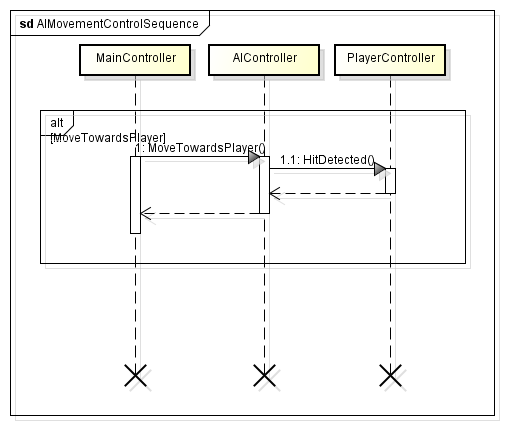 sd AIMovementControlSequence
MainController
AIController
PlayerController
alt
[MoveTowardsPlayer]
1: MoveTowardsPlayer()
1.1: HitDetected()